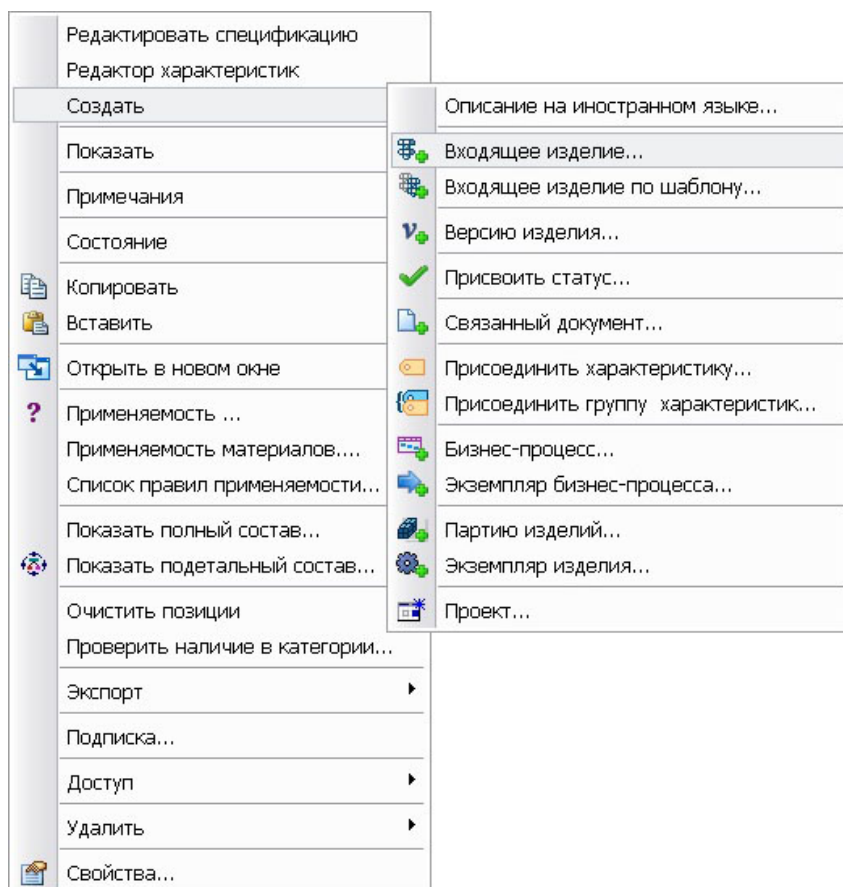 Редактировать спецификацию
Редактор характеристик
Создать
Показать
Примечания
Состояние
Копировать
Вставить
Открыть в новом окне
? Применяемость ...
Применяемость материалов....
Список правил применяемости...
Показать полный состав...
Показать подетальный состав...
Очистить позиции
Проверить наличие в категории...
Экспорт
Подписка...
Доступ
Удалить
Свойства...
Описание на иностранном языке...
Входящее изделие...
Входящее изделие по шаблону...
Версию изделия...
Присвоить статус...
Связанный документ...
Присоединить характеристику...
Присоединить группу характеристик...
Бизнес-процесс...
Экземпляр бизнес-процесса...
Партию изделий...
Экземпляр изделия...
Проект...